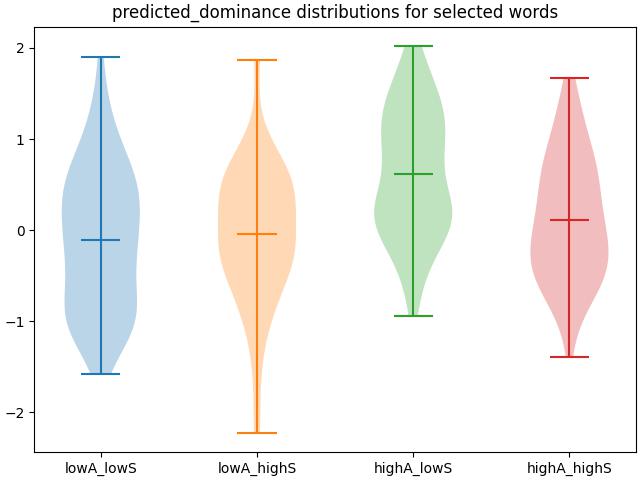 predicted_dominance distributions for selected words
2
1
0
−1
−2
lowA_lowS
lowA_highS
highA_lowS
highA_highS